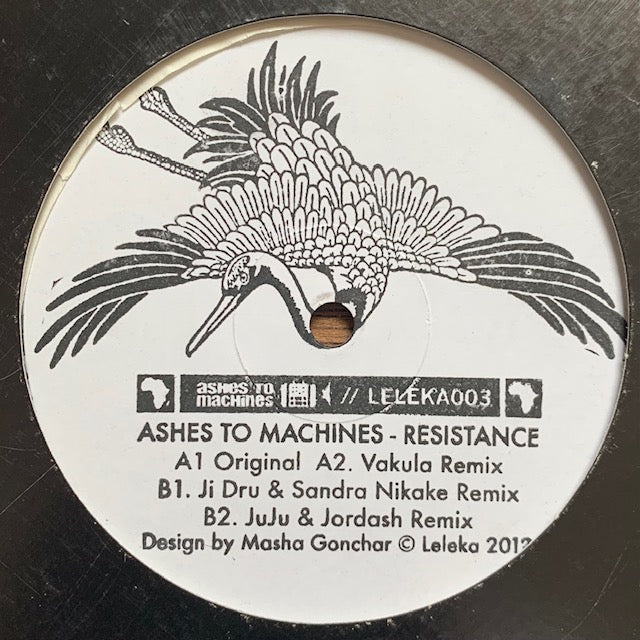 ASHES TO
MACHINES
// LELEKA003
ASHES TO MACHINES - RESISTANCE
A1 Original A2. Vakula Remix
B1. Ji Dru & Sandra Nikake Remix
B2. JuJu & Jordash Remix
Design by Masha Gonchar © Leleka 2012